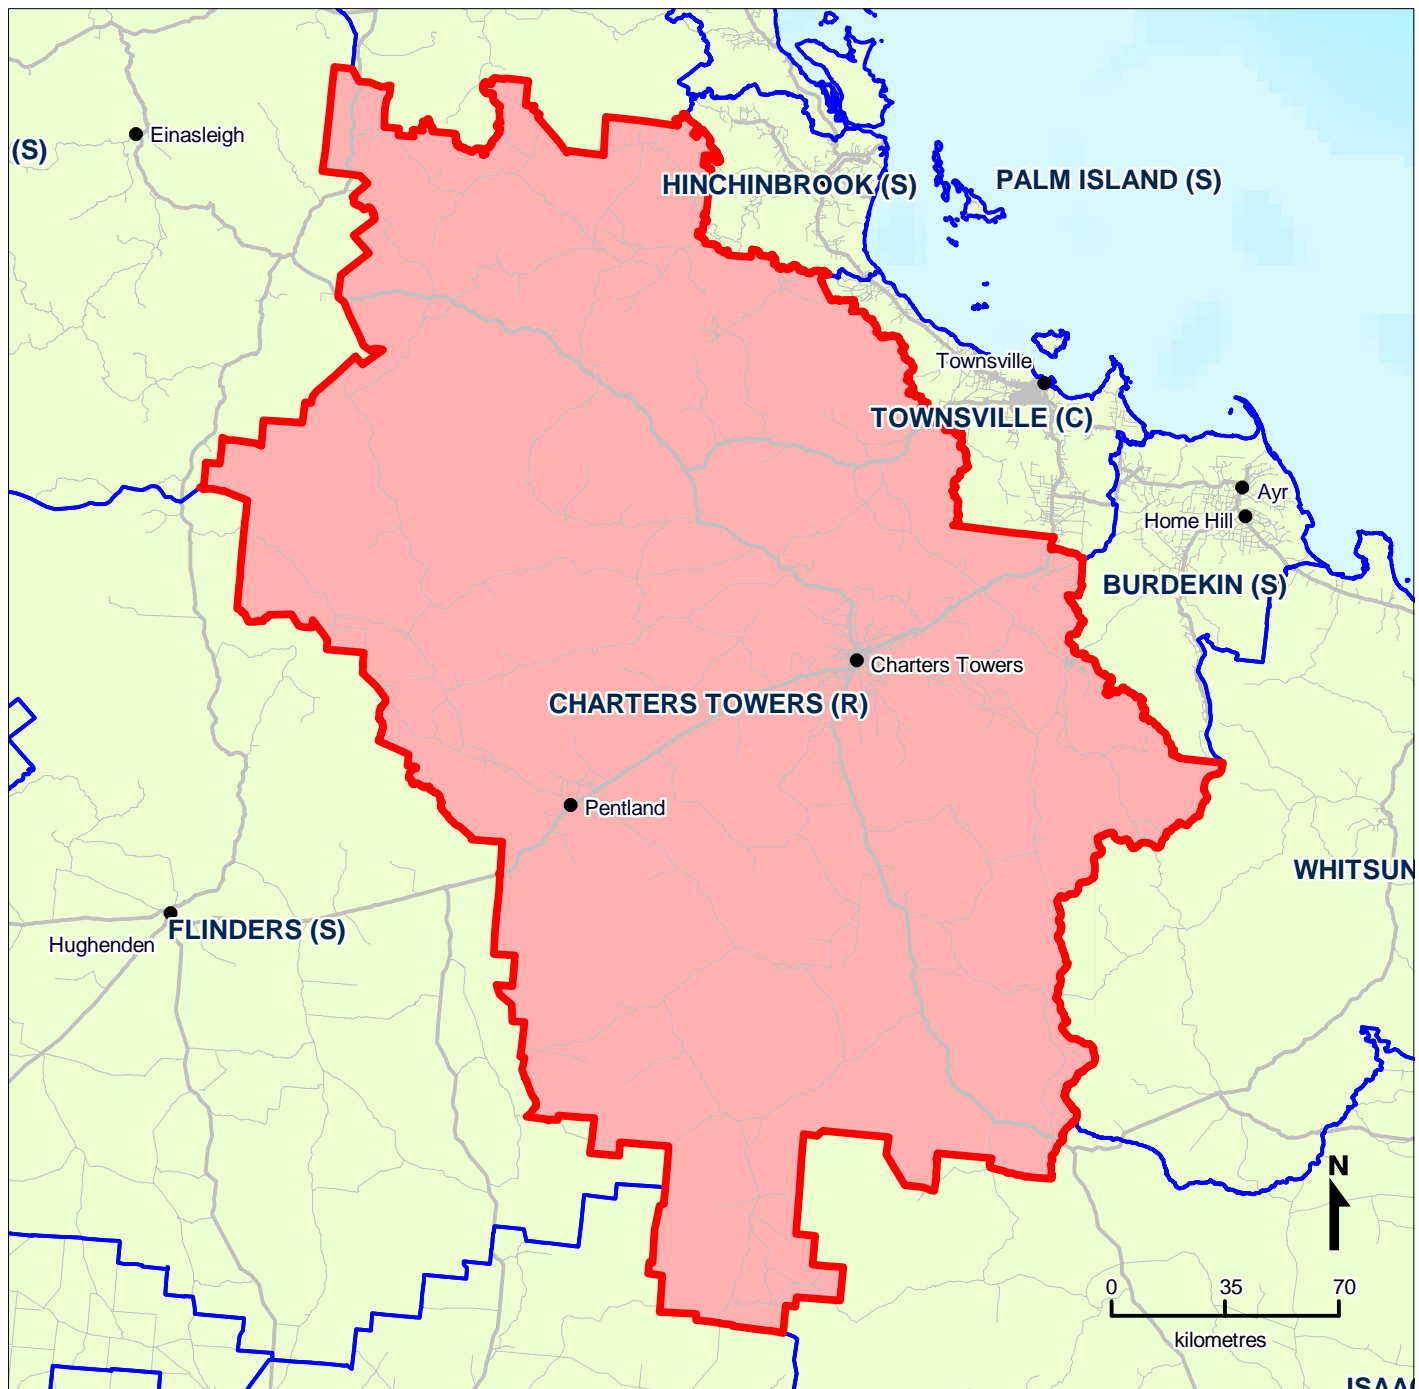 Einasleigh
(S)
HINCHINBROOK (S)
PALM ISLAND (S)
Townsville
TOWNSVILLE (C)
Ayr
Home Hill
BURDEKIN (S)
Charters Towers
CHARTERS TOWERS (R)
Pentland
WHITSUN
FLINDERS (S)
Hughenden
N
0 35 70
kilometres
ISAAC